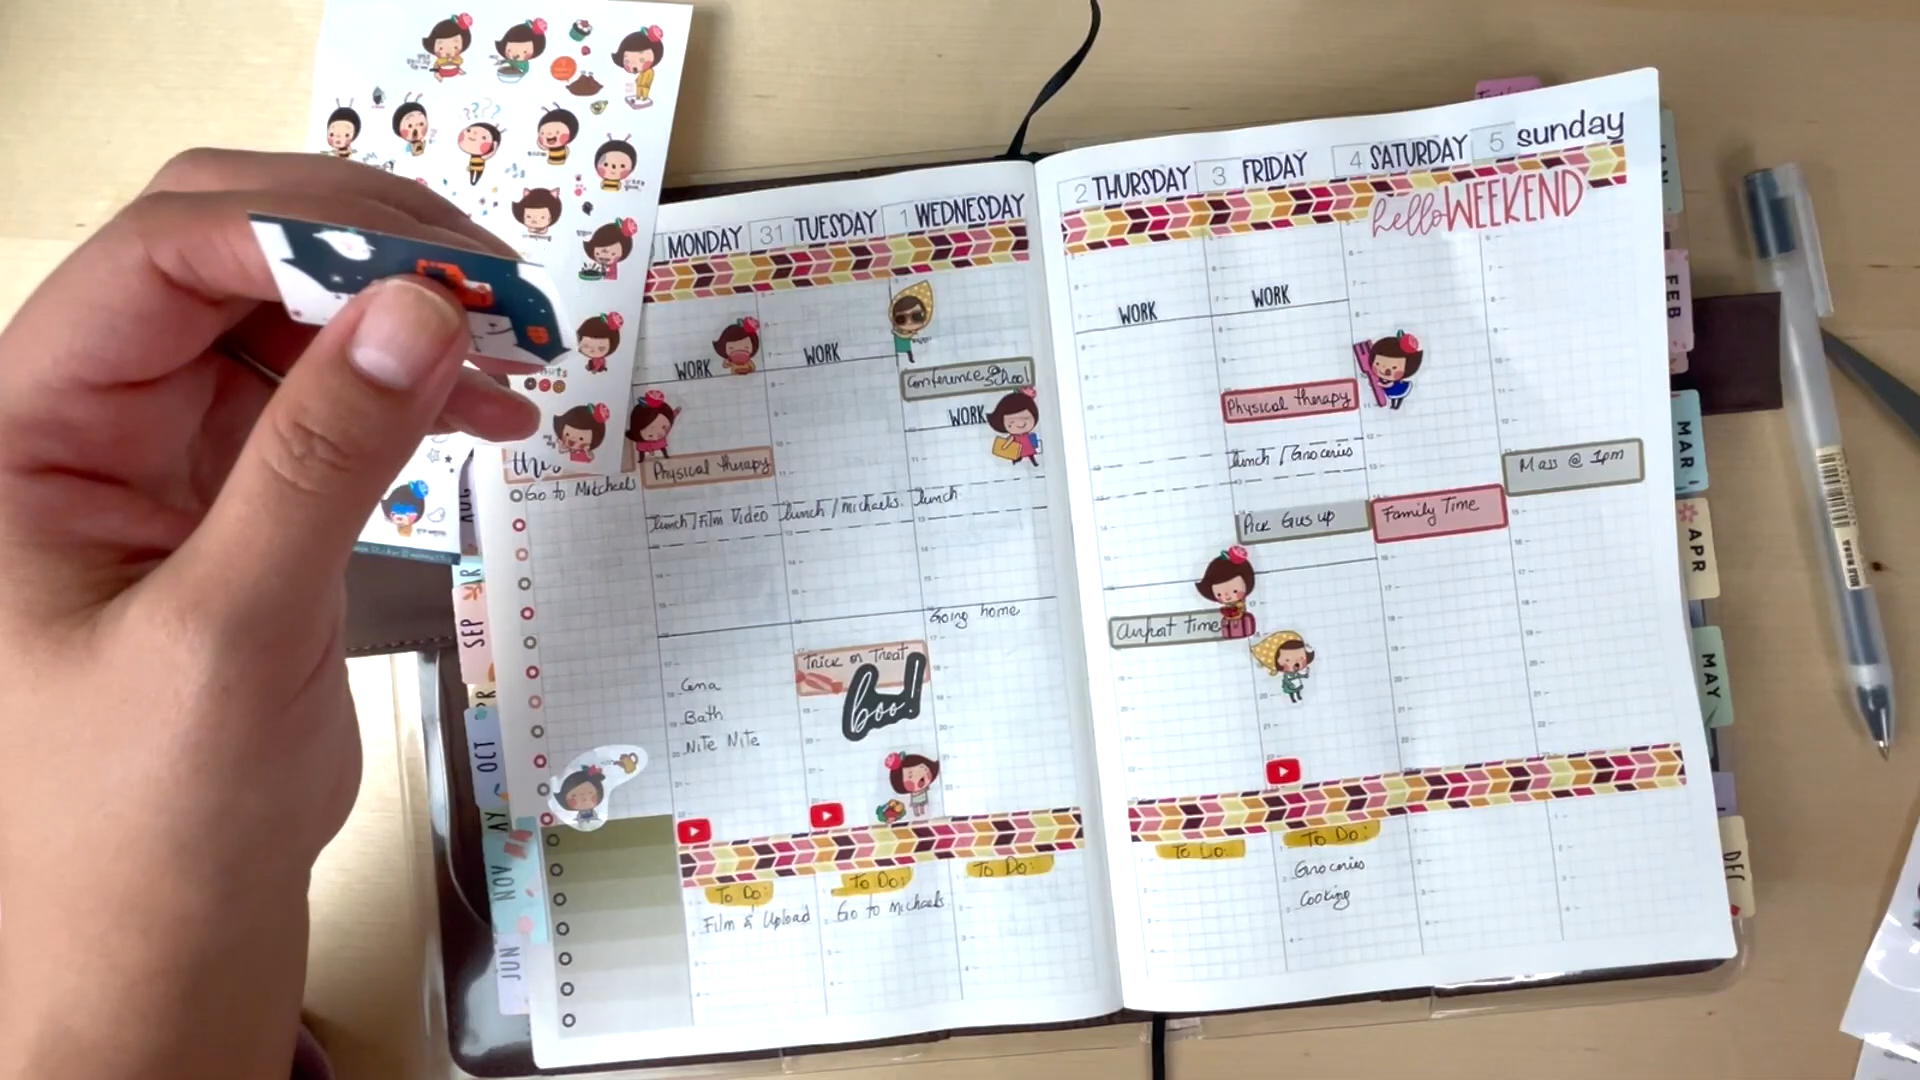 MONDAY
31 TUESDAY
1 WEDNESDAY
2 THURSDAY
3 FRIDAY
4 SATURDAY
5 sunday
hello WEEKEND
WORK
WORK
Conference @ School
WORK
WORK
WORK
Go to Mitchaels
Physical therapy
Lunch / Film Video
Lunch / michaels.
Lunch
Going home
Trick or Treat
boo!
Cena
Bath
Nite Nite
Physical therapy
Lunch / Groceries
Pick Gus up
Family Time
Mass @ 1pm
Airport Time
To Do:
Film & Upload
To Do:
Go to michaels
To Do:
To Do:
To Do:
Groceries
Cooking
AUG
SEP
OCT
NOV
JUN
FEB
MAR
APR
MAY
DEC